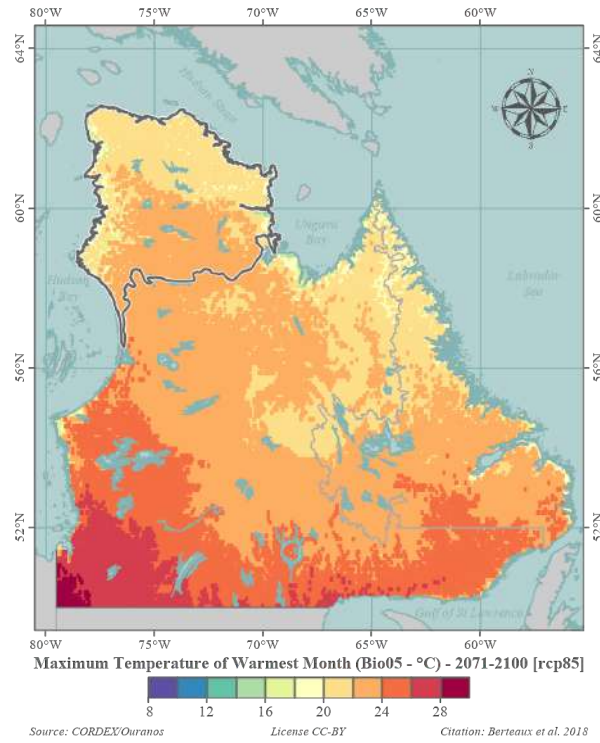 80°W 75°W 70°W 65°W 60°W
64°N 64°N
Hudson Strait
N
W E
S
60°N 60°N
Ungava
Bay
Hudson
Bay
Labrador
Sea
56°N 56°N
52°N 52°N
Gulf of St Lawrence
80°W 75°W 70°W 65°W 60°W
Maximum Temperature of Warmest Month (Bio05 - °C) - 2071-2100 [rcp85]
8 12 16 20 24 28
Source: CORDEX/Ouranos License CC-BY Citation: Berteaux et al. 2018